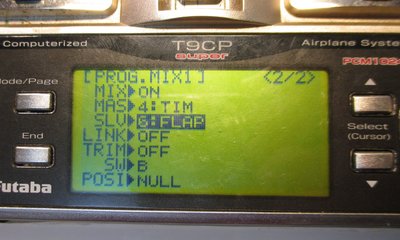 Computerized
T9CP
super
Airplane System
PCM1024
[PROG.MIX1] <2/2>
MIX▶ON
MAS▶4:TIM
SLV▶6:FLAP
LINK▶OFF
TRIM▶OFF
SW▶B
POSI▶NULL
Mode/Page
End
Select
(Cursor)
Futaba